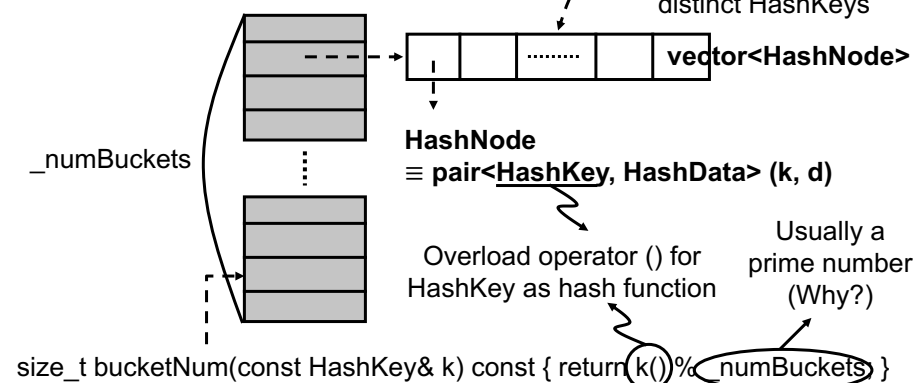 distinct HashKeys
vector<HashNode>
_numBuckets
HashNode
≡ pair<HashKey, HashData> (k, d)
Overload operator () for
HashKey as hash function
Usually a
prime number
(Why?)
size_t bucketNum(const HashKey& k) const { return k() % _numBuckets; }